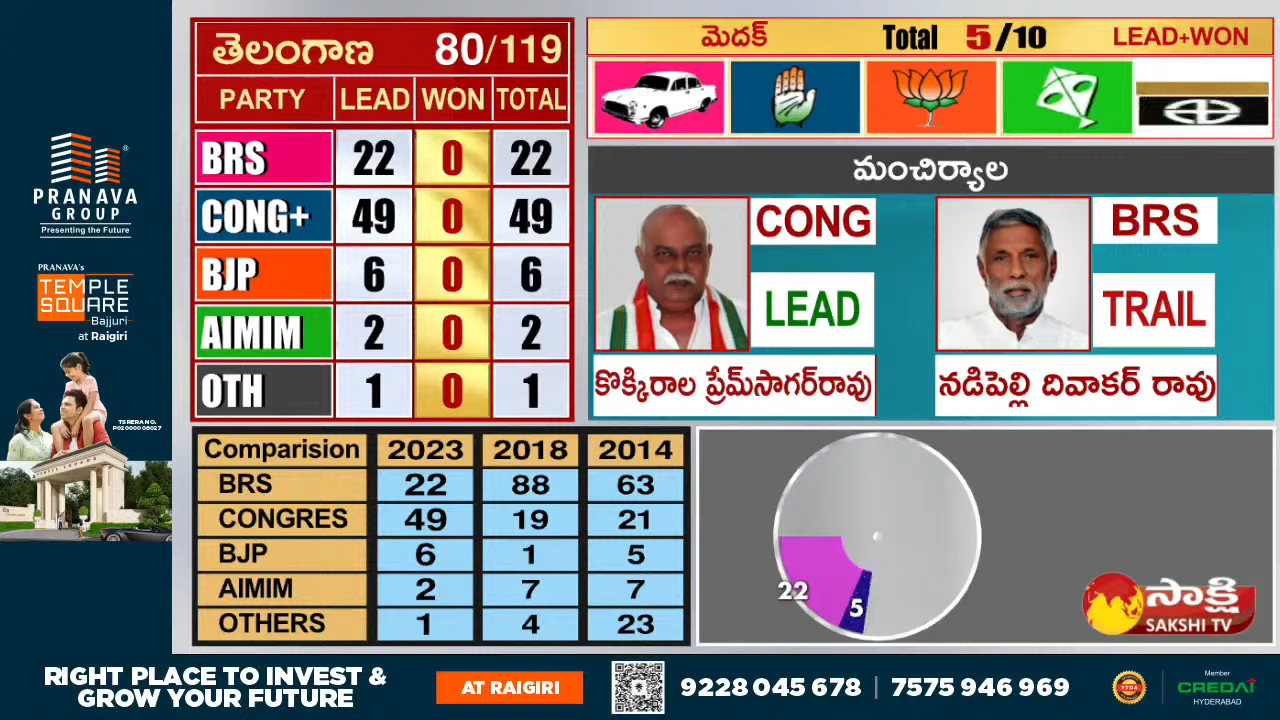 తెలంగాణ 80/119
PARTY LEAD WON TOTAL
BRS 22 0 22
CONG+ 49 0 49
BJP 6 0 6
AIMIM 2 0 2
OTH 1 0 1
మెదక్ Total 5/10 LEAD+WON
మంచిర్యాల
CONG
LEAD
కొక్కిరాల ప్రేమ్‌సాగర్‌రావు
BRS
TRAIL
నడిపెల్లి దివాకర్ రావు
Comparision 2023 2018 2014
BRS 22 88 63
CONGRES 49 19 21
BJP 6 1 5
AIMIM 2 7 7
OTHERS 1 4 23
22
5
సాక్షి
SAKSHI TV
PRANAVA
GROUP
Presenting the Future
PRANAVA's
TEMPLE
SQUARE
Bajjuri
at Raigiri
TSRERA NO.
RIGHT PLACE TO INVEST &
GROW YOUR FUTURE
AT RAIGIRI
9228 045 678 | 7575 946 969
YTDA
Member
CREDAI
HYDERABAD